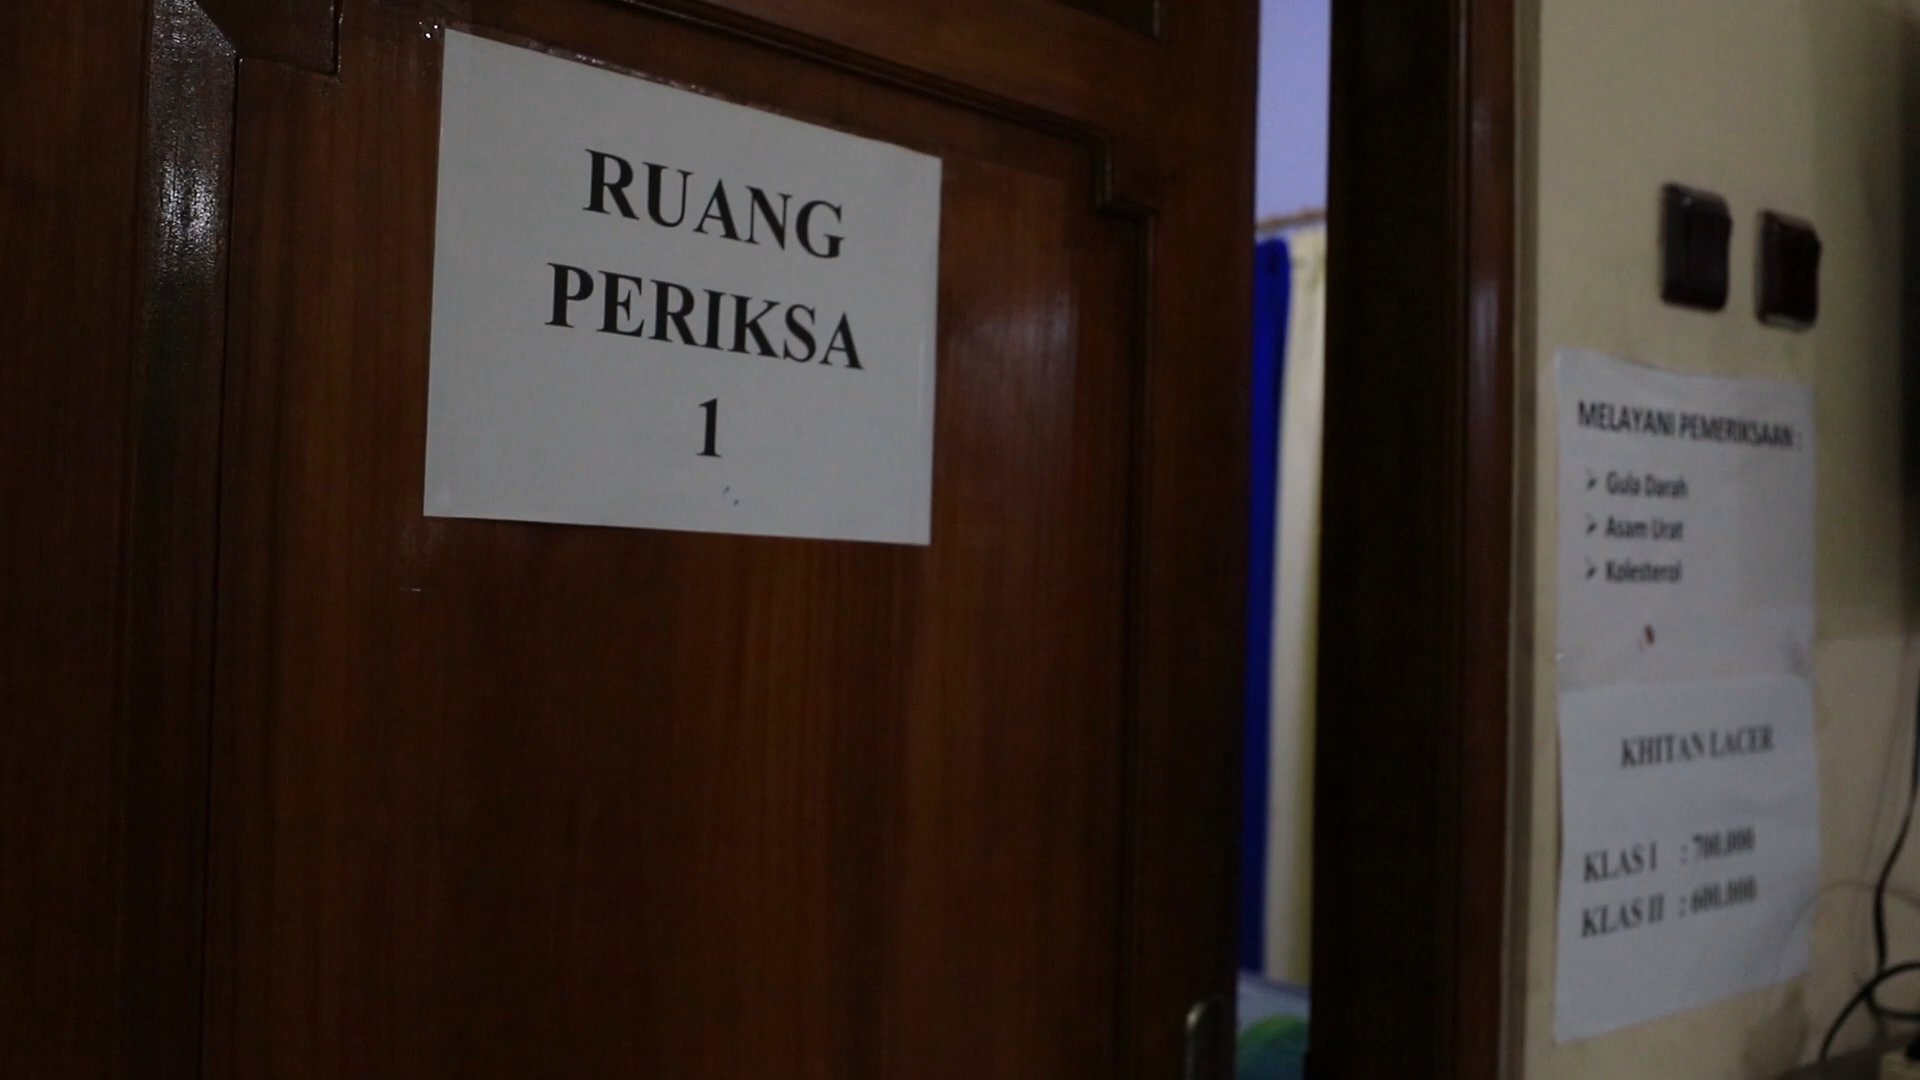 RUANG
PERIKSA
1
MELAYANI PEMERIKSAAN :
➢ Gula Darah
➢ Asam Urat
➢ Kolesterol
KHITAN LACER
KLAS I : 700.000
KLAS II : 600.000